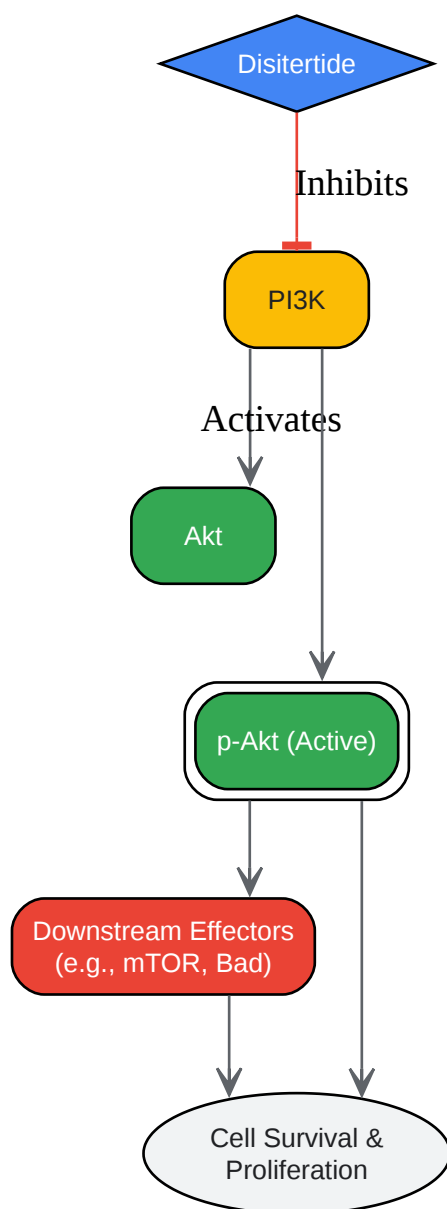 Disitertide
Inhibits
PI3K
Activates
Akt
p-Akt (Active)
Downstream Effectors
(e.g., mTOR, Bad)
Cell Survival &
Proliferation